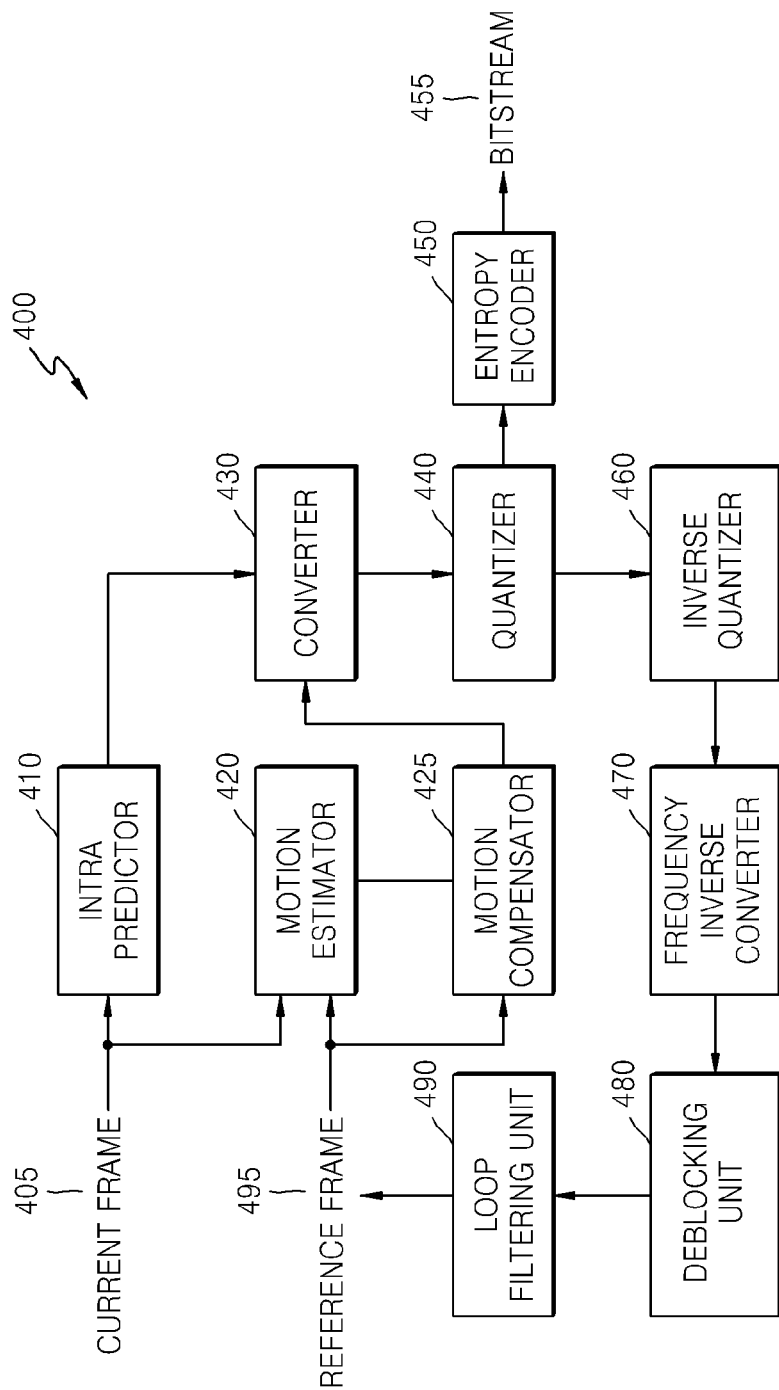 400
405
CURRENT FRAME
410
INTRA
PREDICTOR
495
REFERENCE FRAME
420
MOTION
ESTIMATOR
425
MOTION
COMPENSATOR
430
CONVERTER
440
QUANTIZER
450
ENTROPY
ENCODER
455
BITSTREAM
460
INVERSE
QUANTIZER
470
FREQUENCY
INVERSE
CONVERTER
480
DEBLOCKING
UNIT
490
LOOP
FILTERING UNIT